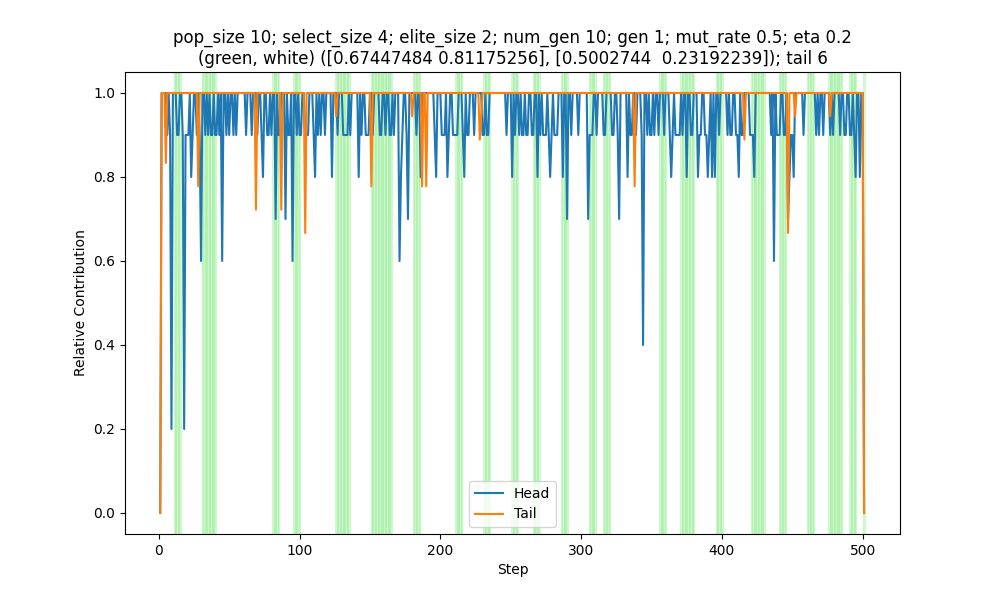 pop_size 10; select_size 4; elite_size 2; num_gen 10; gen 1; mut_rate 0.5; eta 0.2
(green, white) ([0.67447484 0.81175256], [0.5002744  0.23192239]); tail 6
1.0
0.8
0.6
0.4
0.2
0.0
Relative Contribution
Head
Tail
0 100 200 300 400 500
Step